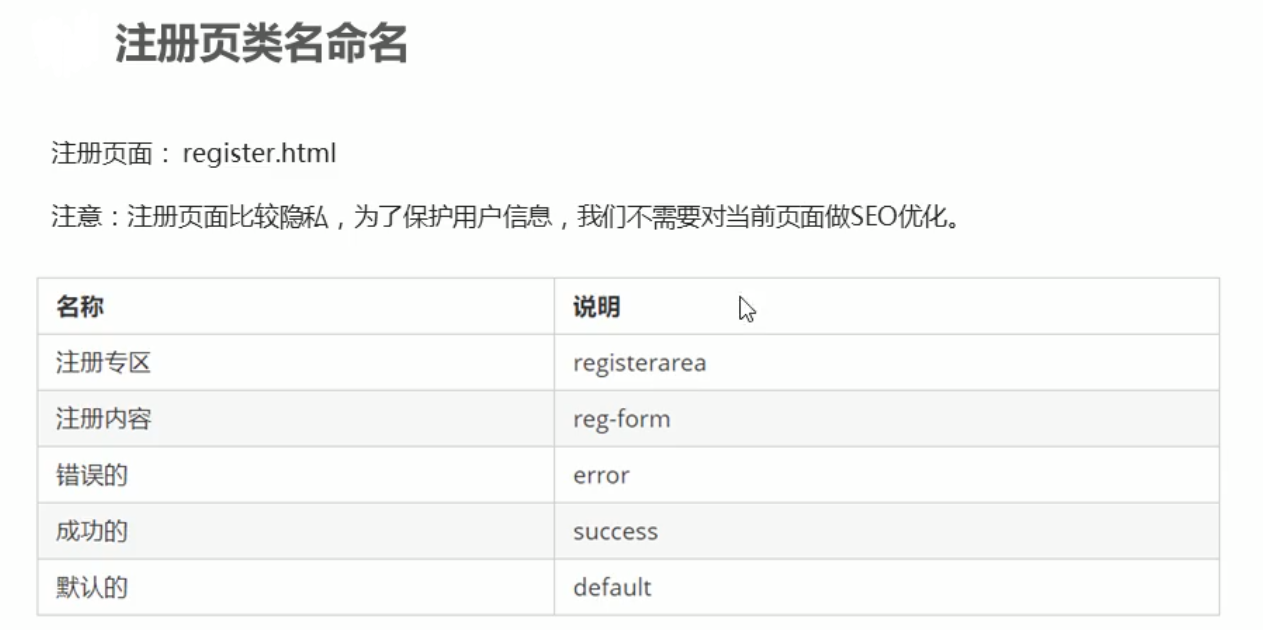 注册页类名命名
注册页面：register.html
注意：注册页面比较隐私，为了保护用户信息，我们不需要对当前页面做SEO优化。
名称 说明
注册专区 registerarea
注册内容 reg-form
错误的 error
成功的 success
默认的 default